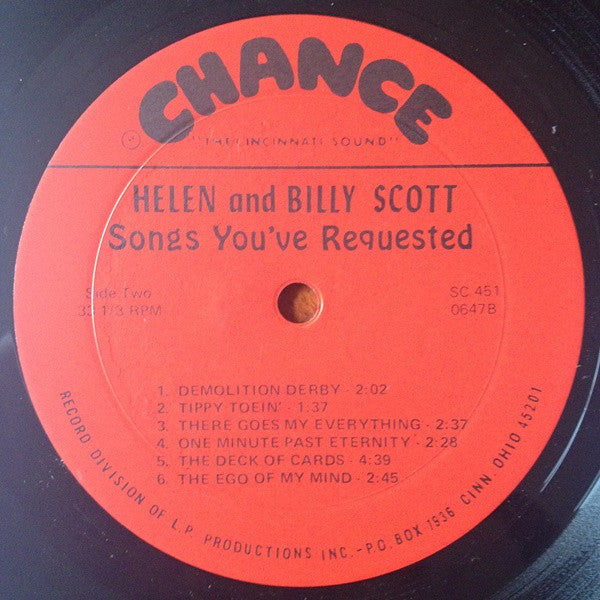 CHANCE
"THE CINCINNATI SOUND"
HELEN and BILLY SCOTT
Songs You've Requested
Side Two
33 1/3 RPM
SC 451
0647B
1. DEMOLITION DERBY - 2:02
2. TIPPY TOEIN' - 1:37
3. THERE GOES MY EVERYTHING - 2:37
4. ONE MINUTE PAST ETERNITY - 2:28
5. THE DECK OF CARDS - 4:39
6. THE EGO OF MY MIND - 2:45
RECORD DIVISION OF L.P. PRODUCTIONS INC.-P.O. BOX 7936 CINN. OHIO 45201